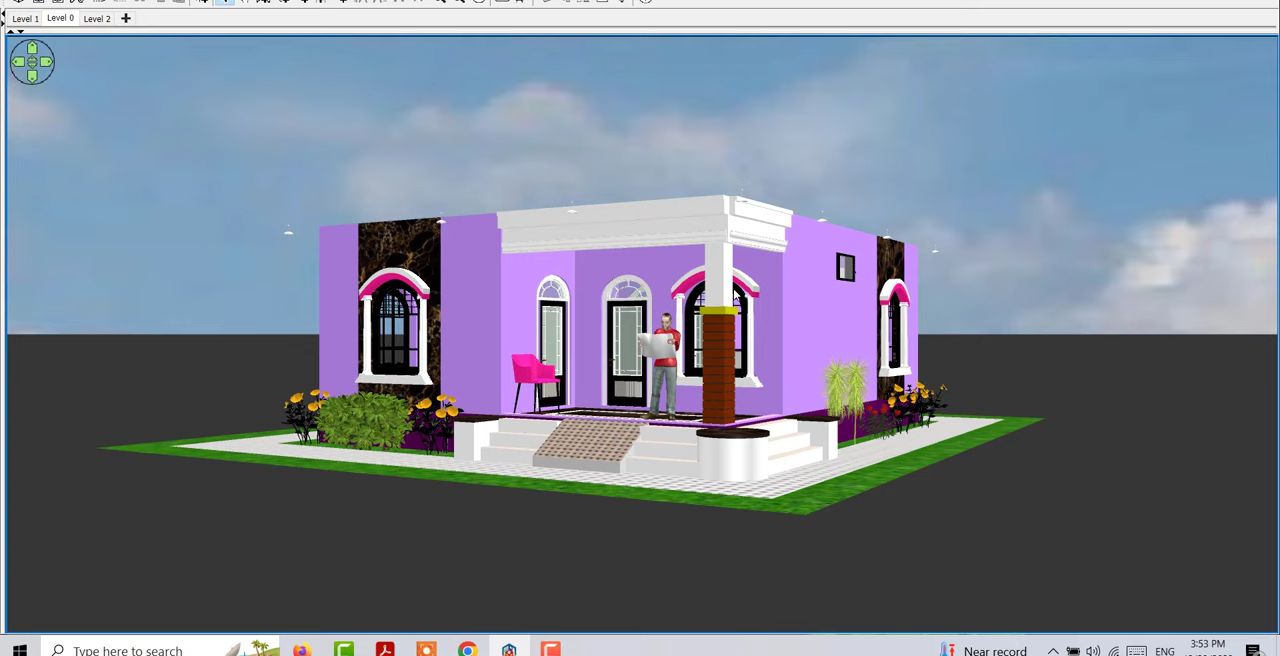 Level 1 Level 0 Level 2
Type here to search
Near record
ENG
3:53 PM